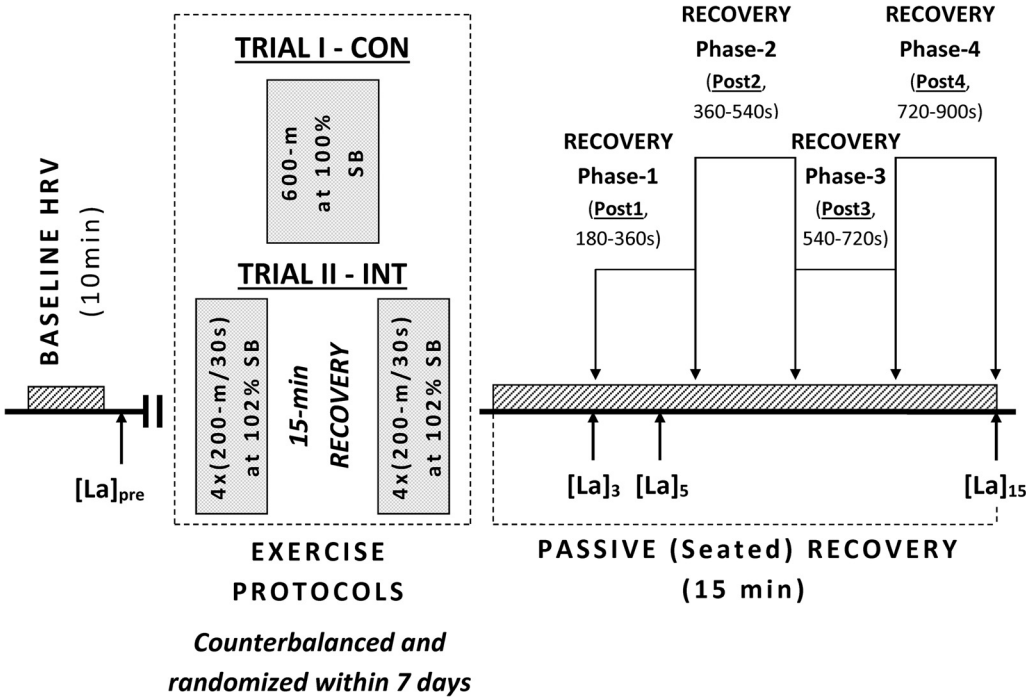 BASELINE HRV
(10min)
[La]pre
TRIAL I - CON
600-m
at 100%
SB
TRIAL II - INT
4x(200-m/30s)
at 102% SB
15-min
RECOVERY
4x(200-m/30s)
at 102% SB
EXERCISE
PROTOCOLS
Counterbalanced and
randomized within 7 days
RECOVERY
Phase-1
(Post1,
180-360s)
RECOVERY
Phase-2
(Post2,
360-540s)
RECOVERY
Phase-3
(Post3,
540-720s)
RECOVERY
Phase-4
(Post4,
720-900s)
[La]3
[La]5
[La]15
PASSIVE (Seated) RECOVERY
(15 min)